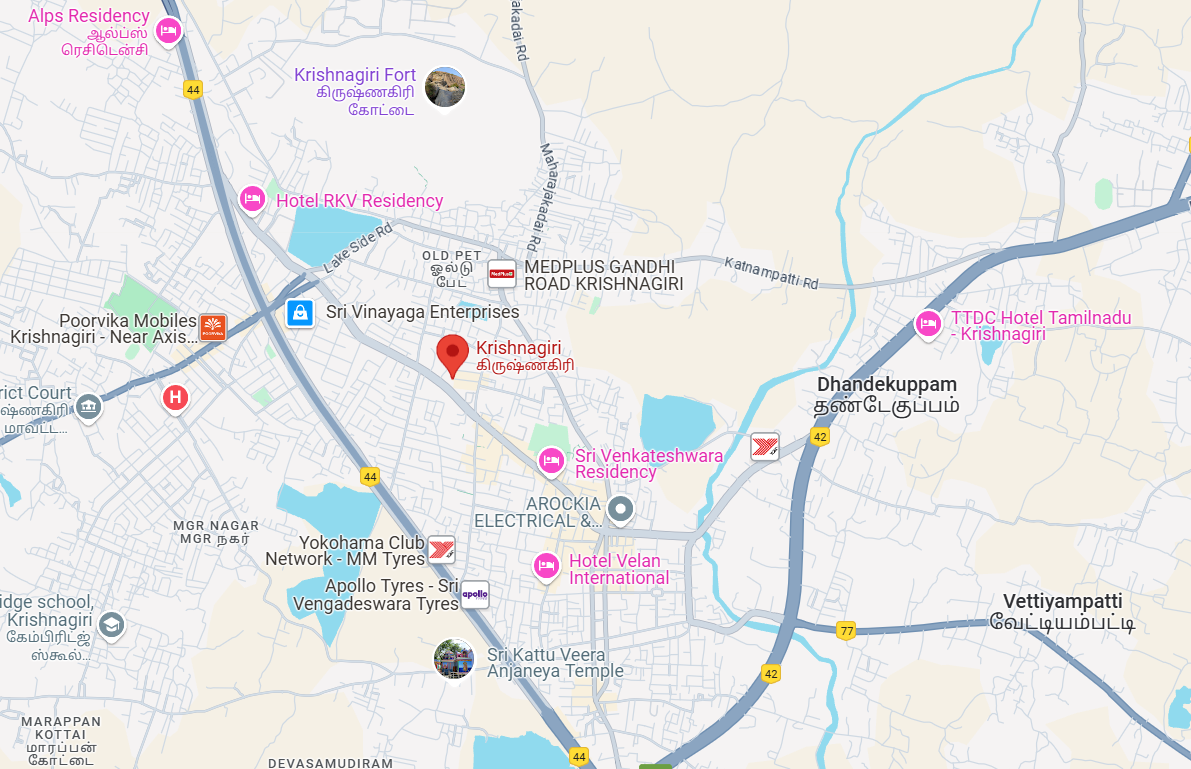 Alps Residency
ஆல்ப்ஸ்
ரெசிடென்சி
akadai Rd
44
Krishnagiri Fort
கிருஷ்ணகிரி
கோட்டை
Maharajakadai Rd
Hotel RKV Residency
Lake Side Rd
OLD PET
ஓல்டு
பேட்
MedPlus
MEDPLUS GANDHI
ROAD KRISHNAGIRI
Katnampatti Rd
Sri Vinayaga Enterprises
Poorvika Mobiles
Krishnagiri - Near Axis...
POORVIKA
TTDC Hotel Tamilnadu
- Krishnagiri
Krishnagiri
கிருஷ்ணகிரி
rict Court
ஷ்ணகிரி
மாவட்ட...
H
Dhandekuppam
தண்டேகுப்பம்
42
Sri Venkateshwara
Residency
44
AROCKIA
ELECTRICAL &...
MGR NAGAR
MGR நகர்
Yokohama Club
Network - MM Tyres
Hotel Velan
International
Apollo Tyres - Sri
Vengadeswara Tyres
apollo
idge school,
Krishnagiri
கேம்பிரிட்ஜ்
ஸ்கூல்...
Vettiyampatti
வேட்டியம்பட்டி
77
Sri Kattu Veera
Anjaneya Temple
42
MARAPPAN
KOTTAI
மாரப்பன்
கோட்டை
44
DEVASAMUDIRAM